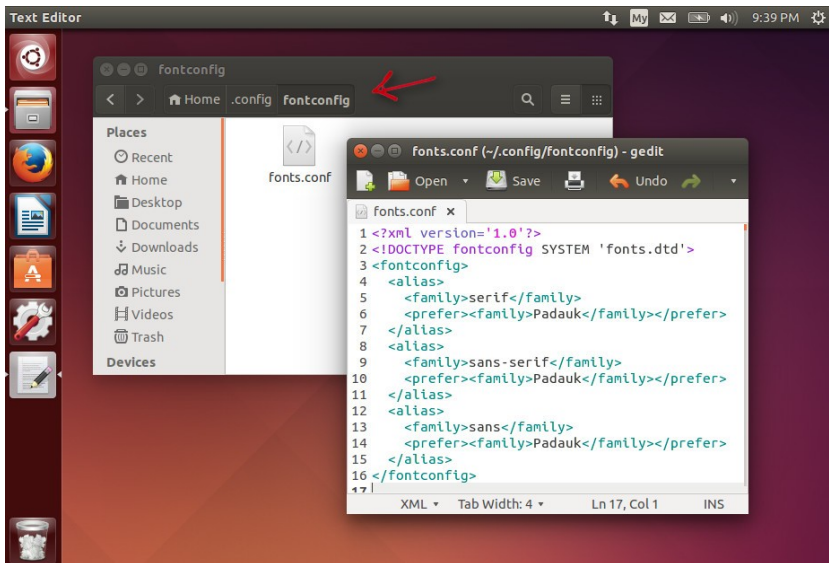 Text Editor
My
9:39 PM
fontconfig
Home .config fontconfig
Places
Recent
Home
Desktop
Documents
Downloads
Music
Pictures
Videos
Trash
Devices
fonts.conf
fonts.conf (~/.config/fontconfig) - gedit
Open Save Undo
fonts.conf
1 <?xml version='1.0'?>
2 <!DOCTYPE fontconfig SYSTEM 'fonts.dtd'>
3 <fontconfig>
4 <alias>
5 <family>serif</family>
6 <prefer><family>Padauk</family></prefer>
7 </alias>
8 <alias>
9 <family>sans-serif</family>
10 <prefer><family>Padauk</family></prefer>
11 </alias>
12 <alias>
13 <family>sans</family>
14 <prefer><family>Padauk</family></prefer>
15 </alias>
16 </fontconfig>
17
XML Tab Width: 4 Ln 17, Col 1 INS